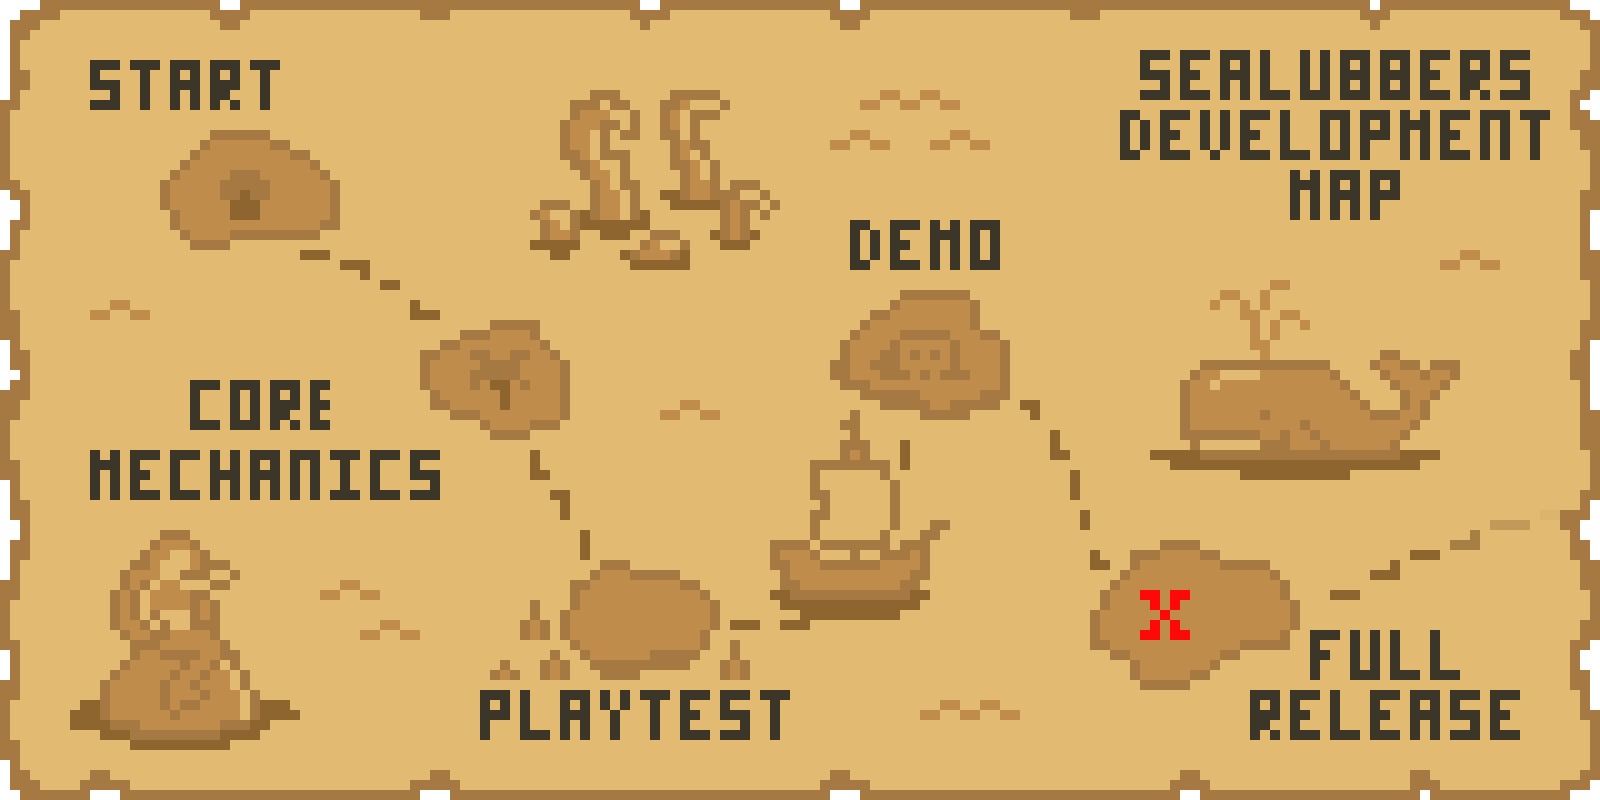 START
SEALUBBERS
DEVELOPMENT
MAP
DEMO
CORE
MECHANICS
PLAYTEST
FULL
RELEASE